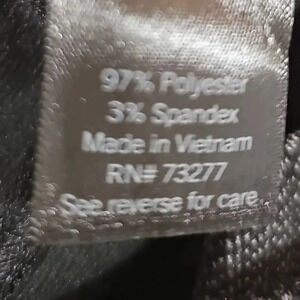 97% Polyester
3% Spandex
Made in Vietnam
RN# 73277
See reverse for care